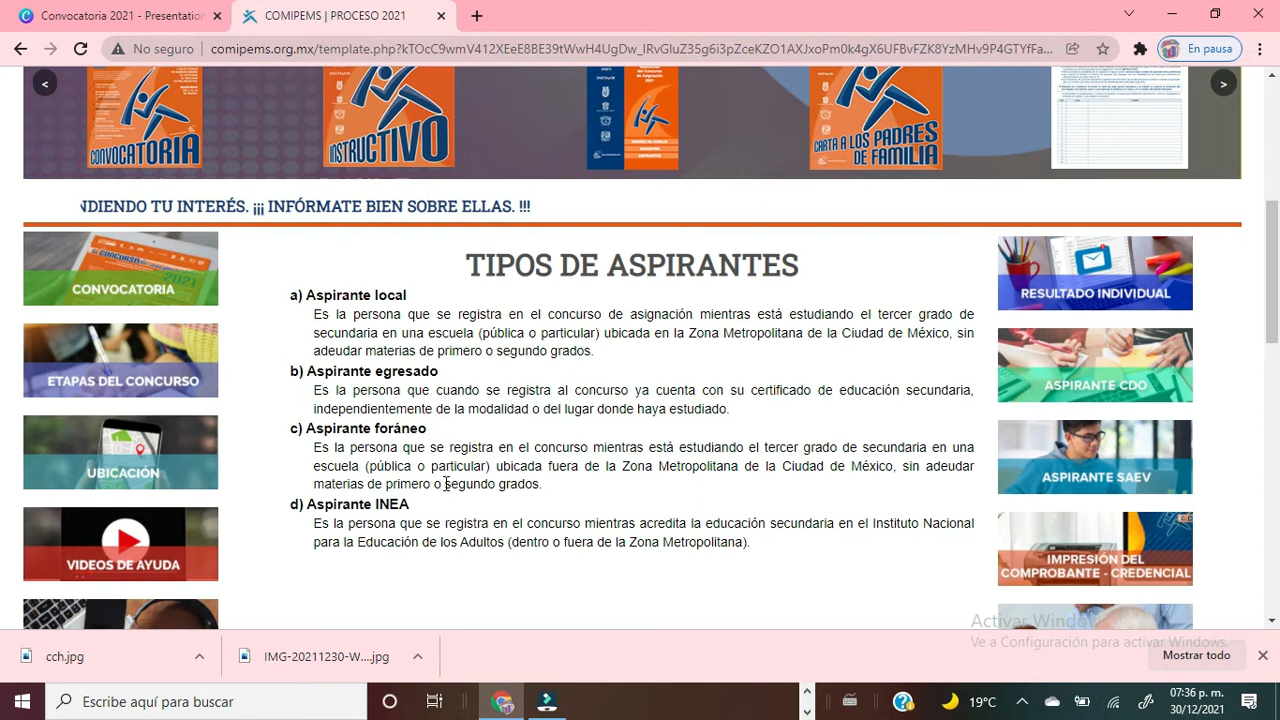 Convocatoria 2021 - Presentation
COMIPEMS | PROCESO 2021
No seguro
comipems.org.mx/template.php?kTOcC9wmV412XEeE8BE39tWwH4UgDw_IRvGluZ35g6i3pZceKZO1AXJxoPm0k4gX6UFBvFZK8YzMHv9P4GTYfFa...
En pausa
<
CONVOCATORIA
INSTRUCTIVO
CARTA A LOS PADRES
DE FAMILIA
>
NDIENDO TU INTERÉS. ¡¡¡ INFÓRMATE BIEN SOBRE ELLAS. !!!
CONVOCATORIA
ETAPAS DEL CONCURSO
UBICACIÓN
VIDEOS DE AYUDA
TIPOS DE ASPIRANTES
a) Aspirante local
Es la persona que se registra en el concurso de asignación mientras está estudiando el tercer grado de
secundaria en una escuela (pública o particular) ubicada en la Zona Metropolitana de la Ciudad de México, sin
adeudar materias de primero o segundo grados.
b) Aspirante egresado
Es la persona que cuando se registra al concurso ya cuenta con su certificado de educación secundaria,
independientemente de la modalidad o del lugar donde haya estudiado.
c) Aspirante foráneo
Es la persona que se registra en el concurso mientras está estudiando el tercer grado de secundaria en una
escuela (pública o particular) ubicada fuera de la Zona Metropolitana de la Ciudad de México, sin adeudar
materias de primero o segundo grados.
d) Aspirante INEA
Es la persona que se registra en el concurso mientras acredita la educación secundaria en el Instituto Nacional
para la Educación de los Adultos (dentro o fuera de la Zona Metropolitana).
RESULTADO INDIVIDUAL
ASPIRANTE CDO
ASPIRANTE SAEV
IMPRESIÓN DEL
COMPROBANTE - CREDENCIAL
Activar Windows
Ve a Configuración para activar Windows.
cch.jpg
IMG-20211230-W....jpg
Mostrar todo
Escribe aquí para buscar
19°C
07:36 p. m.
30/12/2021